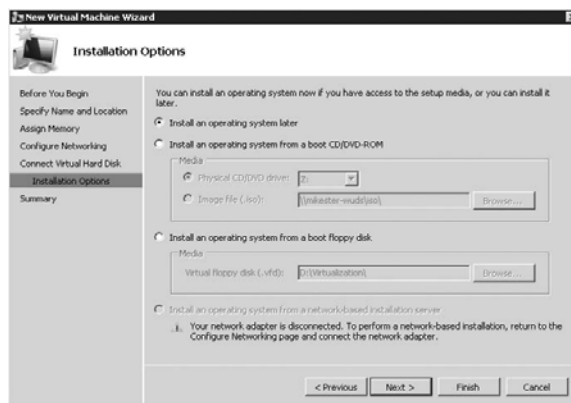 New Virtual Machine Wizard
Installation Options
Before You Begin
Specify Name and Location
Assign Memory
Configure Networking
Connect Virtual Hard Disk
Installation Options
Summary
You can install an operating system now if you have access to the setup media, or you can install it
later.
Install an operating system later
Install an operating system from a boot CD/DVD-ROM
Media
Physical CD/DVD drive:
Z:
Image file (.iso):
\\mikester-wuds\iso\
Browse...
Install an operating system from a boot floppy disk
Media
Virtual floppy disk (.vfd):
D:\Virtualization\
Browse...
Install an operating system from a network-based installation server
Your network adapter is disconnected. To perform a network-based installation, return to the
Configure Networking page and connect the network adapter.
< Previous
Next >
Finish
Cancel